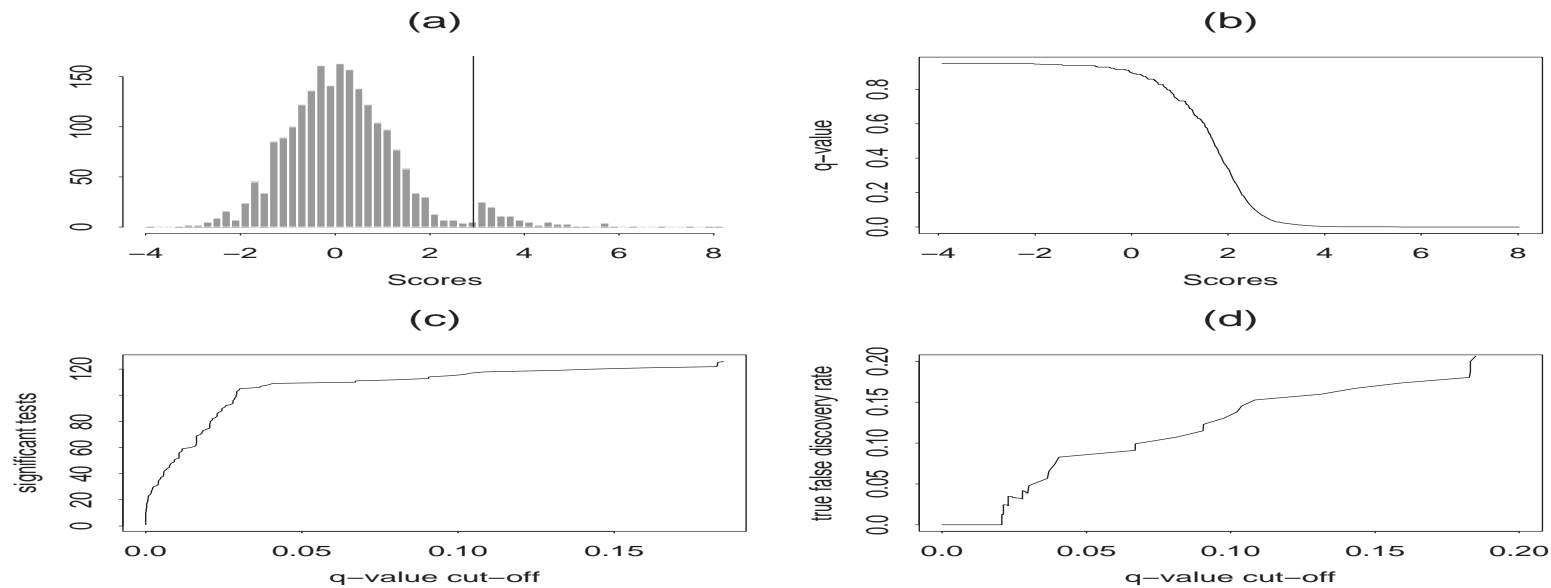 (a)
150
100
50
0
−4 −2 0 2 4 6 8
Scores
(b)
q−value
0.0 0.2 0.4 0.6 0.8
−4 −2 0 2 4 6 8
Scores
(c)
significant tests
0 20 40 60 80 120
0.0 0.05 0.10 0.15
q−value cut−off
(d)
true false discovery rate
0.0 0.05 0.10 0.15 0.20
0.0 0.05 0.10 0.15 0.20
q−value cut−off